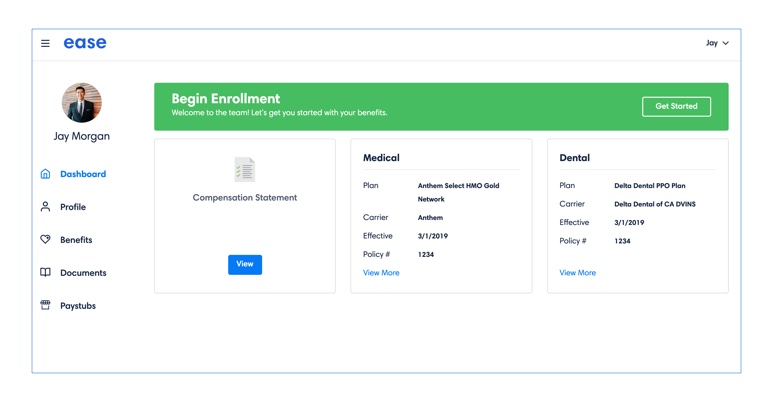 ease
Jay
Jay Morgan
Dashboard
Profile
Benefits
Documents
Paystubs
Begin Enrollment
Welcome to the team! Let's get you started with your benefits.
Get Started
Compensation Statement
View
Medical
Plan Anthem Select HMO Gold
Network
Carrier Anthem
Effective 3/1/2019
Policy # 1234
View More
Dental
Plan Delta Dental PPO Plan
Carrier Delta Dental of CA DVINS
Effective 3/1/2019
Policy # 1234
View More